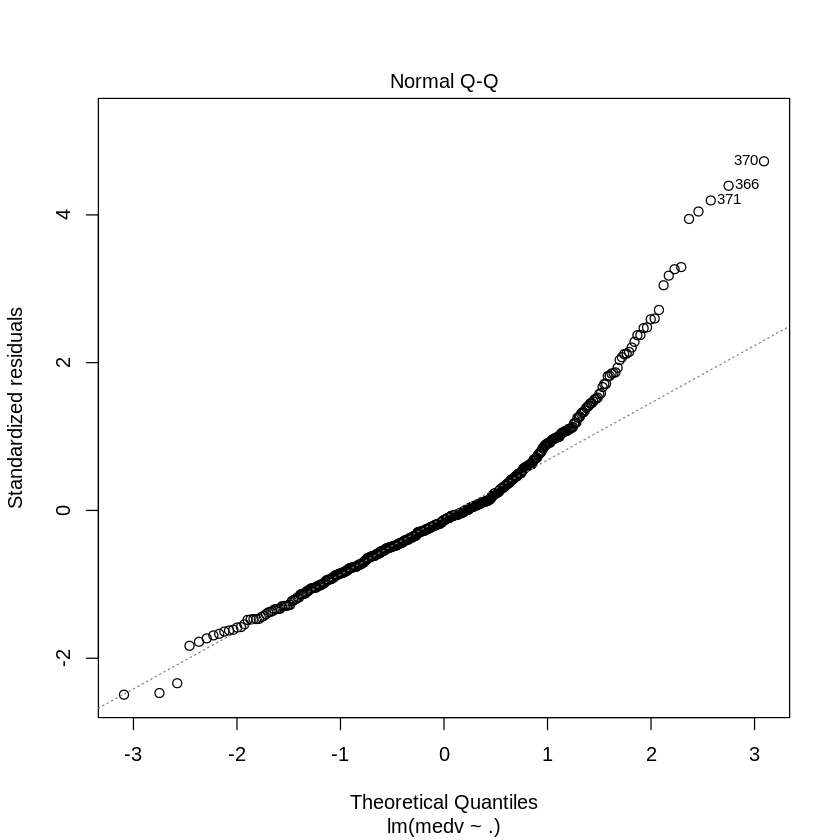 Normal Q-Q
370
366
371
4
2
0
-2
Standardized residuals
-3 -2 -1 0 1 2 3
Theoretical Quantiles
lm(medv ~ .)